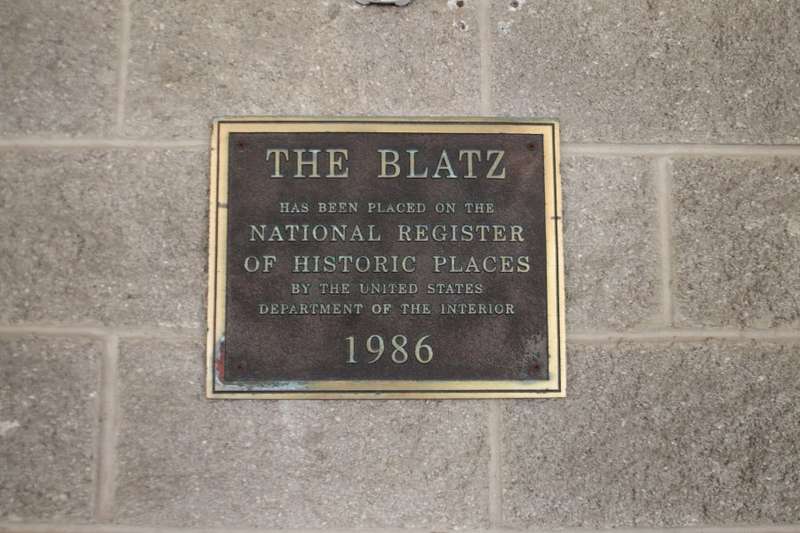 THE BLATZ
HAS BEEN PLACED ON THE
NATIONAL REGISTER
OF HISTORIC PLACES
BY THE UNITED STATES
DEPARTMENT OF THE INTERIOR
1986